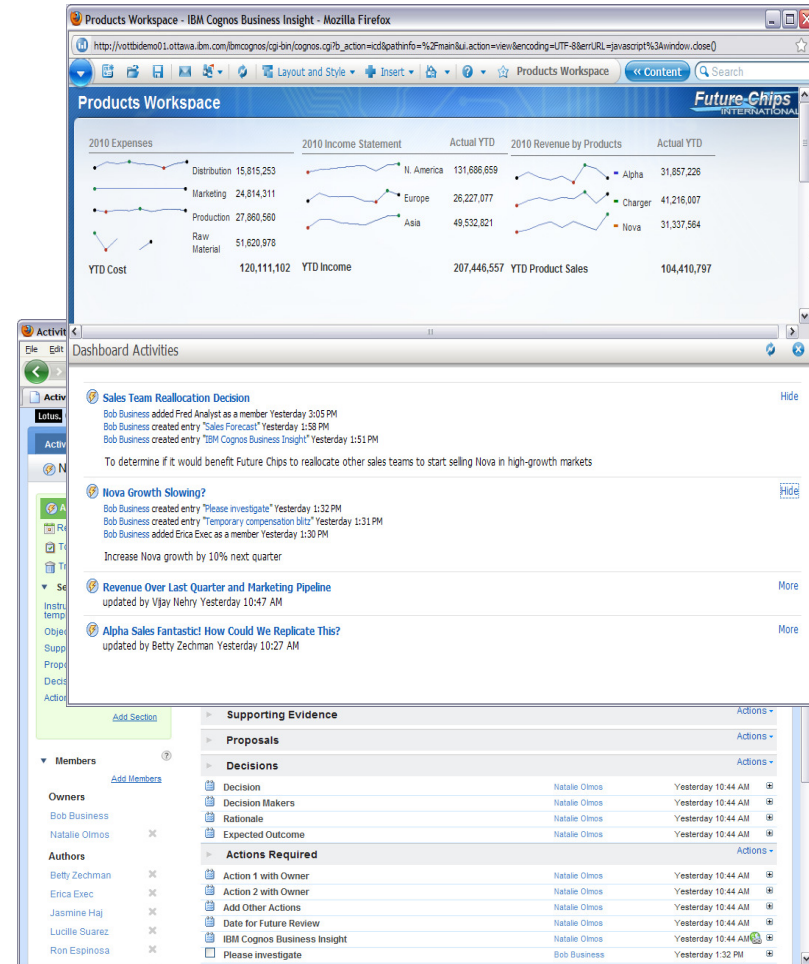 Products Workspace - IBM Cognos Business Insight - Mozilla Firefox
http://vottbidemo01.ottawa.ibm.com/ibmcognos/cgi-bin/cognos.cgi?b_action=icd&pathinfo=%2Fmain&ui.action=view&encoding=UTF-8&errURL=javascript%3Awindow.close()
Layout and Style Insert Products Workspace « Content Search
Products Workspace
Future Chips
INTERNATIONAL
2010 Expenses
Distribution 15,815,253
Marketing 24,814,311
Production 27,860,560
Raw
Material 51,620,978
YTD Cost 120,111,102
2010 Income Statement Actual YTD
N. America 131,686,659
Europe 26,227,077
Asia 49,532,821
YTD Income 207,446,557
2010 Revenue by Products Actual YTD
Alpha 31,857,226
Charger 41,216,007
Nova 31,337,564
YTD Product Sales 104,410,797
Dashboard Activities
Sales Team Reallocation Decision Hide
Bob Business added Fred Analyst as a member Yesterday 3:05 PM
Bob Business created entry "Sales Forecast" Yesterday 1:58 PM
Bob Business created entry "IBM Cognos Business Insight" Yesterday 1:51 PM
To determine if it would benefit Future Chips to reallocate other sales teams to start selling Nova in high-growth markets
Nova Growth Slowing? Hide
Bob Business created entry "Please investigate" Yesterday 1:32 PM
Bob Business created entry "Temporary compensation blitz" Yesterday 1:31 PM
Bob Business added Erica Exec as a member Yesterday 1:30 PM
Increase Nova growth by 10% next quarter
Revenue Over Last Quarter and Marketing Pipeline More
updated by Vijay Nehry Yesterday 10:47 AM
Alpha Sales Fantastic! How Could We Replicate This? More
updated by Betty Zechman Yesterday 10:27 AM
Activit
File Edit
Activ
Lotus.
Activ
N
A
Re
To
Tr
Se
Instru
temp
Objec
Supp
Propo
Decis
Action
Add Section
Members
Add Members
Owners
Bob Business
Natalie Olmos
Authors
Betty Zechman
Erica Exec
Jasmine Haj
Lucille Suarez
Ron Espinosa
Supporting Evidence Actions
Proposals Actions
Decisions Actions
Decision Natalie Olmos Yesterday 10:44 AM
Decision Makers Natalie Olmos Yesterday 10:44 AM
Rationale Natalie Olmos Yesterday 10:44 AM
Expected Outcome Natalie Olmos Yesterday 10:44 AM
Actions Required Actions
Action 1 with Owner Natalie Olmos Yesterday 10:44 AM
Action 2 with Owner Natalie Olmos Yesterday 10:44 AM
Add Other Actions Natalie Olmos Yesterday 10:44 AM
Date for Future Review Natalie Olmos Yesterday 10:44 AM
IBM Cognos Business Insight Natalie Olmos Yesterday 10:44 AM
Please investigate Bob Business Yesterday 1:32 PM